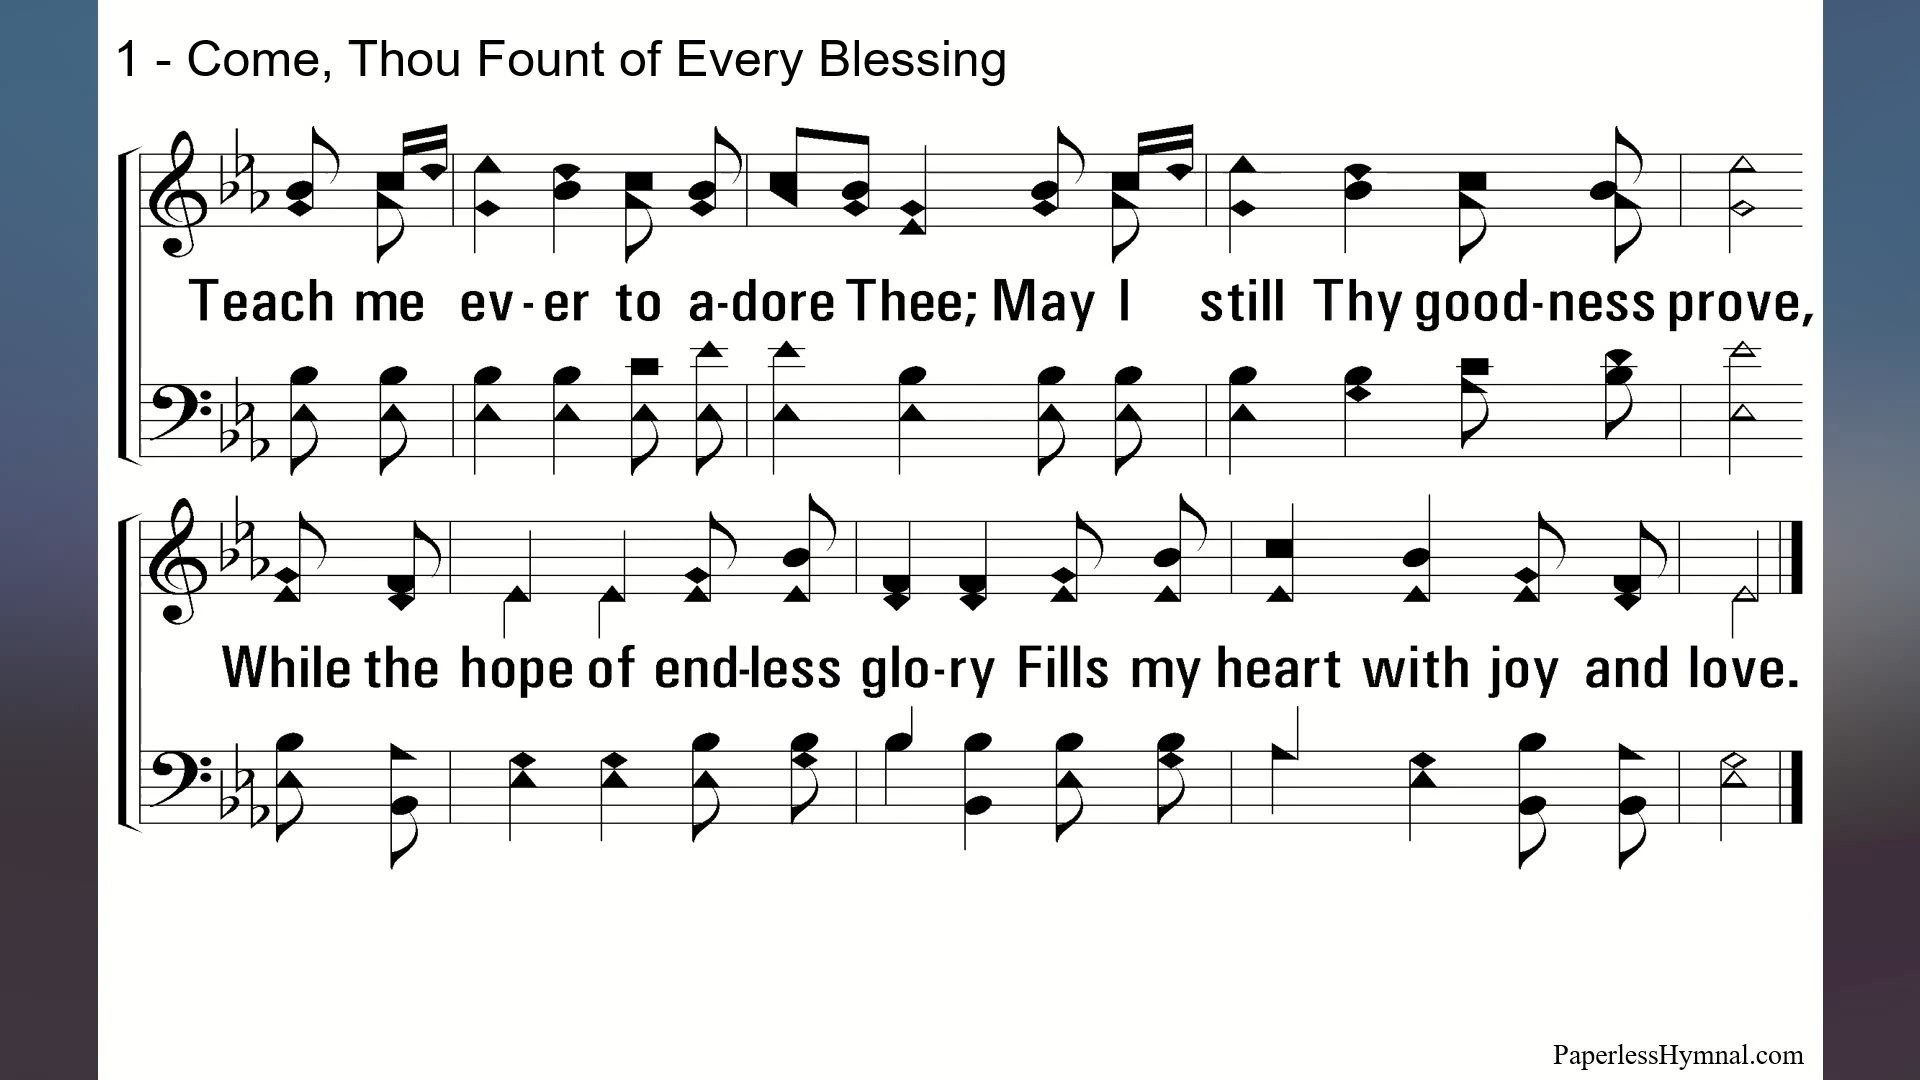 1 - Come, Thou Fount of Every Blessing
Teach me ev-er to a-dore Thee; May I still Thy good-ness prove,
While the hope of end-less glo-ry Fills my heart with joy and love.
PaperlessHymnal.com